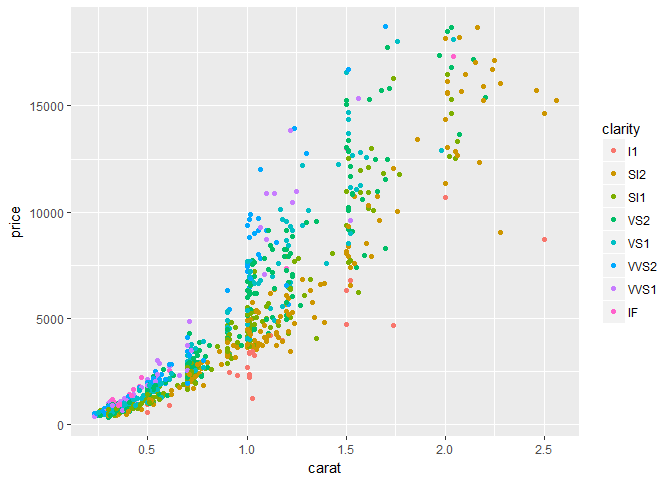 15000
10000
5000
0
price
0.5 1.0 1.5 2.0 2.5
carat
clarity
I1
SI2
SI1
VS2
VS1
VVS2
VVS1
IF